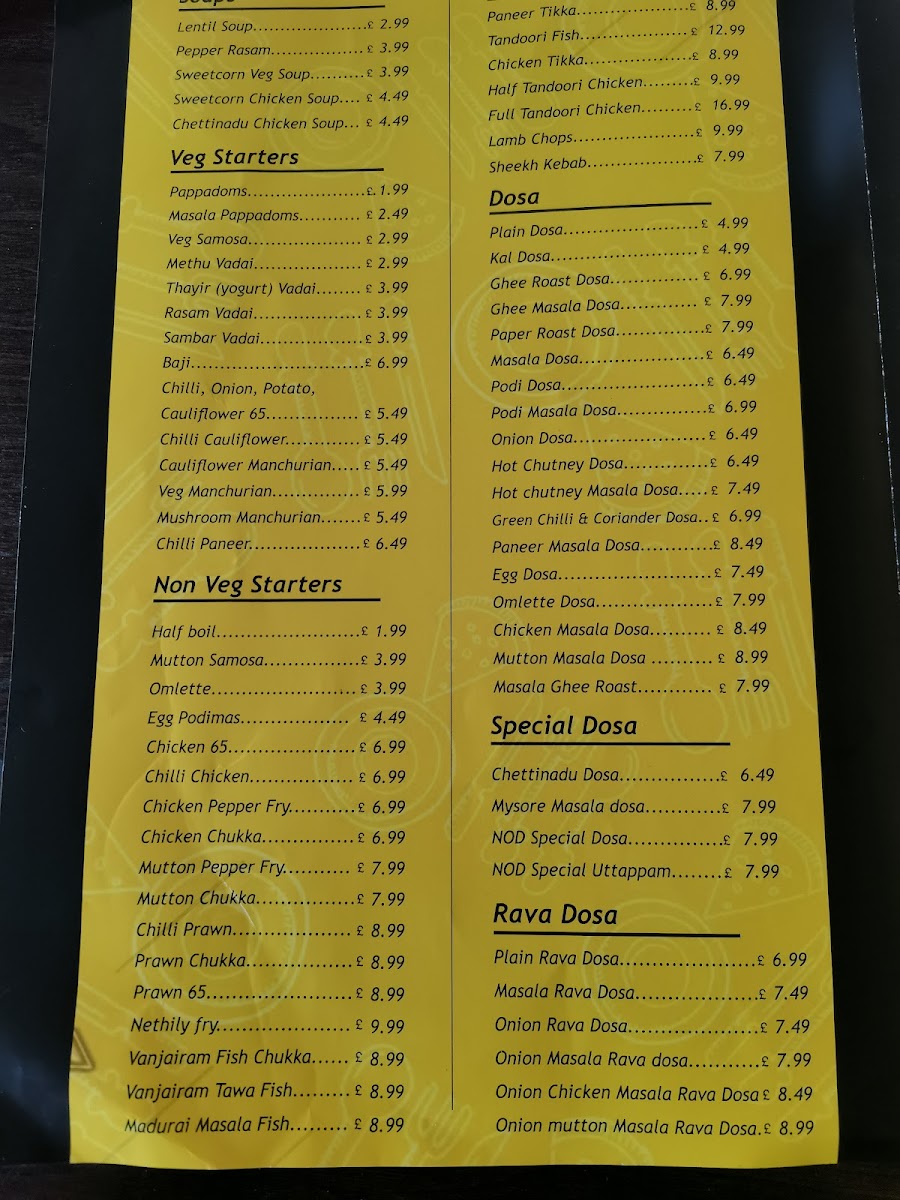 Soups
Lentil Soup.....................£ 2.99
Pepper Rasam.................£ 3.99
Sweetcorn Veg Soup..........£ 3.99
Sweetcorn Chicken Soup.... £ 4.49
Chettinadu Chicken Soup... £ 4.49
Veg Starters
Pappadoms......................£ 1.99
Masala Pappadoms........... £ 2.49
Veg Samosa..................... £ 2.99
Methu Vadai.................... £ 2.99
Thayir (yogurt) Vadai........ £ 3.99
Rasam Vadai................... £ 3.99
Sambar Vadai...................£ 3.99
Baji...............................£ 6.99
Chilli, Onion, Potato,
Cauliflower 65................ £ 5.49
Chilli Cauliflower............. £ 5.49
Cauliflower Manchurian..... £ 5.49
Veg Manchurian................ £ 5.99
Mushroom Manchurian.......£ 5.49
Chilli Paneer...................£ 6.49
Non Veg Starters
Half boil.........................£ 1.99
Mutton Samosa.................£ 3.99
Omlette..........................£ 3.99
Egg Podimas................... £ 4.49
Chicken 65......................£ 6.99
Chilli Chicken.................. £ 6.99
Chicken Pepper Fry...........£ 6.99
Chicken Chukka................£ 6.99
Mutton Pepper Fry........... £ 7.99
Mutton Chukka.................£ 7.99
Chilli Prawn.................... £ 8.99
Prawn Chukka..................£ 8.99
Prawn 65........................£ 8.99
Nethily fry...................... £ 9.99
Vanjairam Fish Chukka...... £ 8.99
Vanjairam Tawa Fish......... £ 8.99
Madurai Masala Fish......... £ 8.99
Paneer Tikka.....................£ 8.99
Tandoori Fish....................£ 12.99
Chicken Tikka...................£ 8.99
Half Tandoori Chicken.........£ 9.99
Full Tandoori Chicken.........£ 16.99
Lamb Chops......................£ 9.99
Sheekh Kebab...................£ 7.99
Dosa
Plain Dosa........................£ 4.99
Kal Dosa..........................£ 4.99
Ghee Roast Dosa................£ 6.99
Ghee Masala Dosa............. £ 7.99
Paper Roast Dosa...............£ 7.99
Masala Dosa......................£ 6.49
Podi Dosa.........................£ 6.49
Podi Masala Dosa...............£ 6.99
Onion Dosa.......................£ 6.49
Hot Chutney Dosa..............£ 6.49
Hot chutney Masala Dosa.....£ 7.49
Green Chilli & Coriander Dosa..£ 6.99
Paneer Masala Dosa............£ 8.49
Egg Dosa...........................£ 7.49
Omlette Dosa....................£ 7.99
Chicken Masala Dosa.......... £ 8.49
Mutton Masala Dosa .......... £ 8.99
Masala Ghee Roast............ £ 7.99
Special Dosa
Chettinadu Dosa................£ 6.49
Mysore Masala dosa............£ 7.99
NOD Special Dosa...............£ 7.99
NOD Special Uttappam........£ 7.99
Rava Dosa
Plain Rava Dosa......................£ 6.99
Masala Rava Dosa...................£ 7.49
Onion Rava Dosa....................£ 7.49
Onion Masala Rava dosa...........£ 7.99
Onion Chicken Masala Rava Dosa£ 8.49
Onion mutton Masala Rava Dosa.£ 8.99